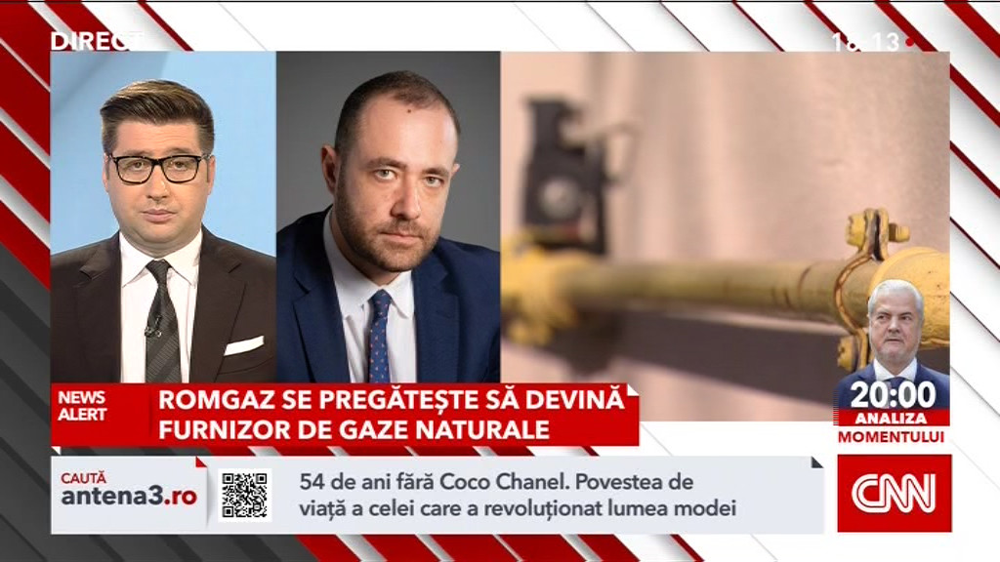 DIRECT
18:13
NEWS
ALERT
ROMGAZ SE PREGĂTEȘTE SĂ DEVINĂ
FURNIZOR DE GAZE NATURALE
20:00
ANALIZA
MOMENTULUI
CAUTĂ
antena3.ro
54 de ani fără Coco Chanel. Povestea de
viață a celei care a revoluționat lumea modei
CNN